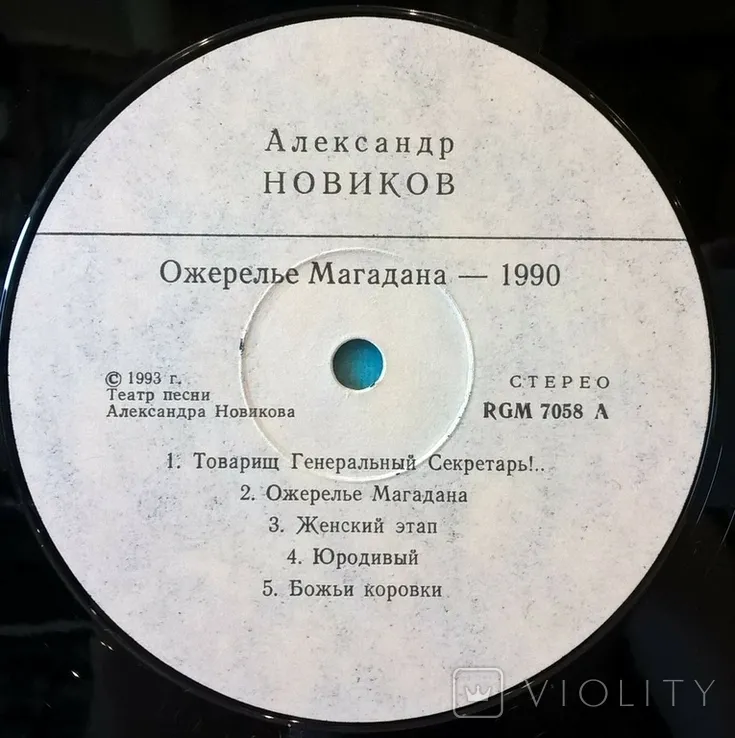 Александр
НОВИКОВ
Ожерелье Магадана — 1990
© 1993 г.
Театр песни
Александра Новикова
СТЕРЕО
RGM 7058 A
1. Товарищ Генеральный Секретарь!..
2. Ожерелье Магадана
3. Женский этап
4. Юродивый
5. Божьи коровки
VIOLITY